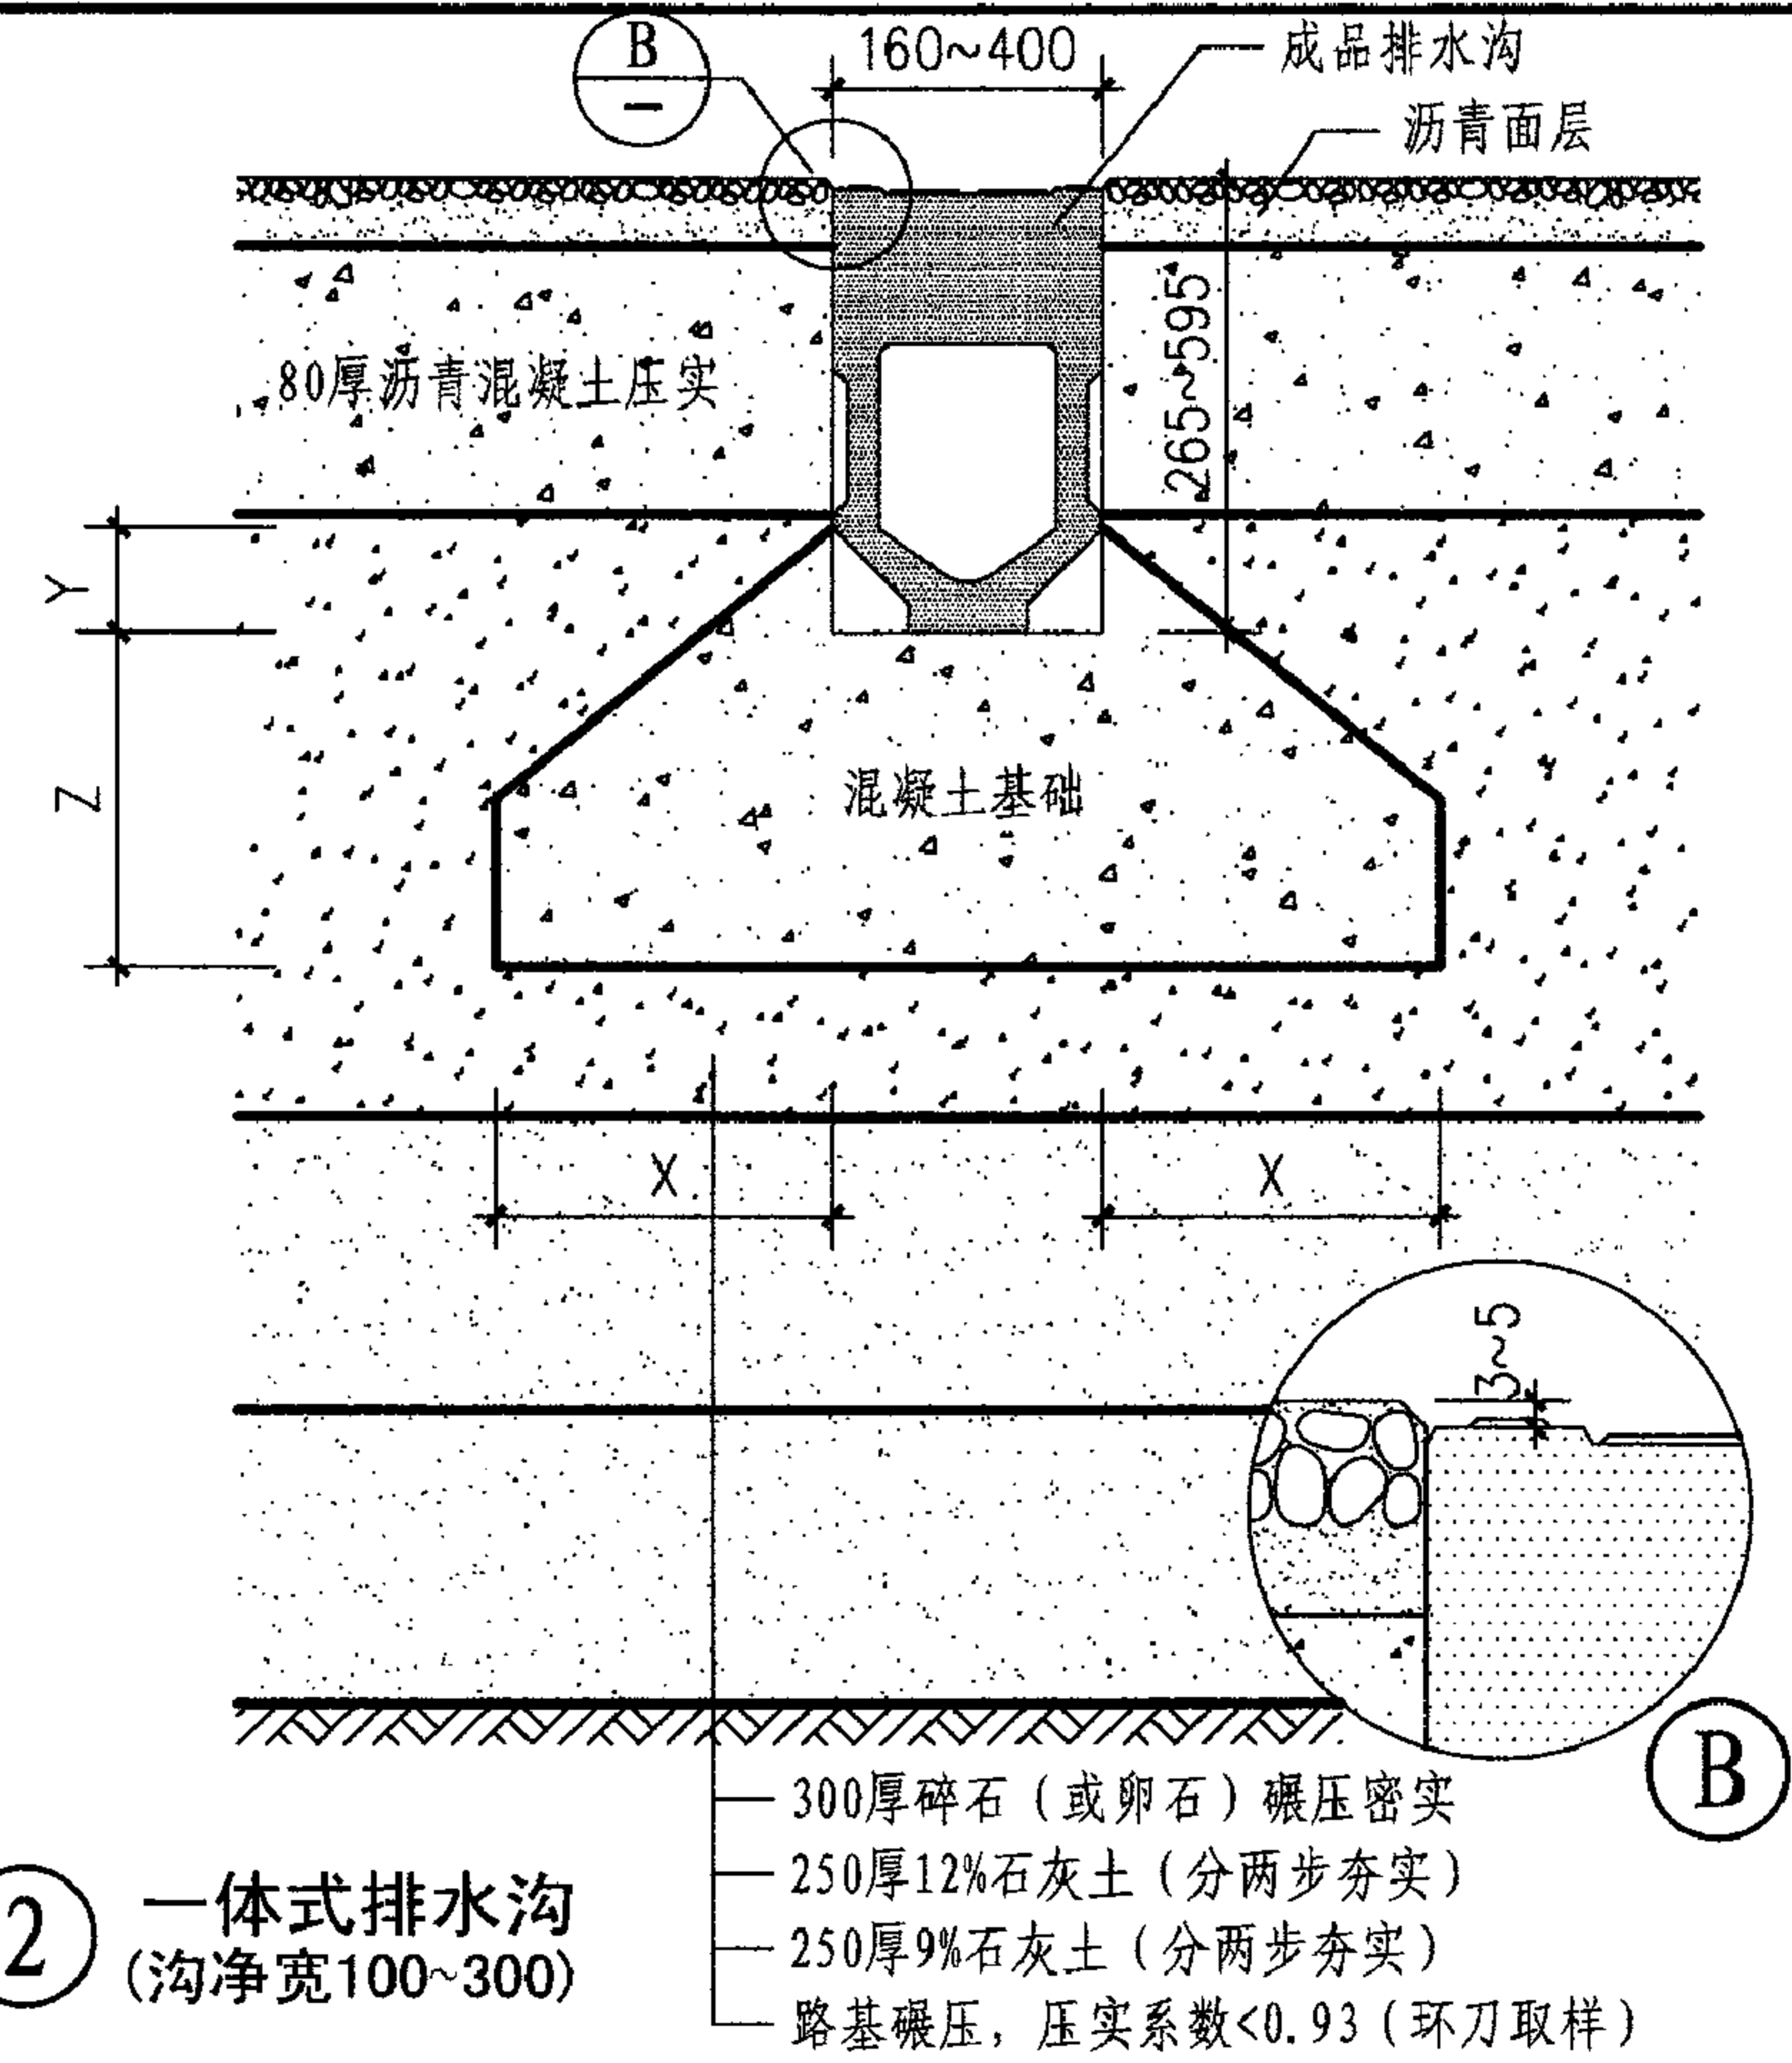 B
—
160~400
成品排水沟
沥青面层
80厚沥青混凝土压实
265~595
Y
Z
混凝土基础
X
X
3~5
B
300厚碎石（或卵石）碾压密实
250厚12%石灰土（分两步夯实）
250厚9%石灰土（分两步夯实）
路基碾压，压实系数<0.93（环刀取样）
2
一体式排水沟
(沟净宽100~300)